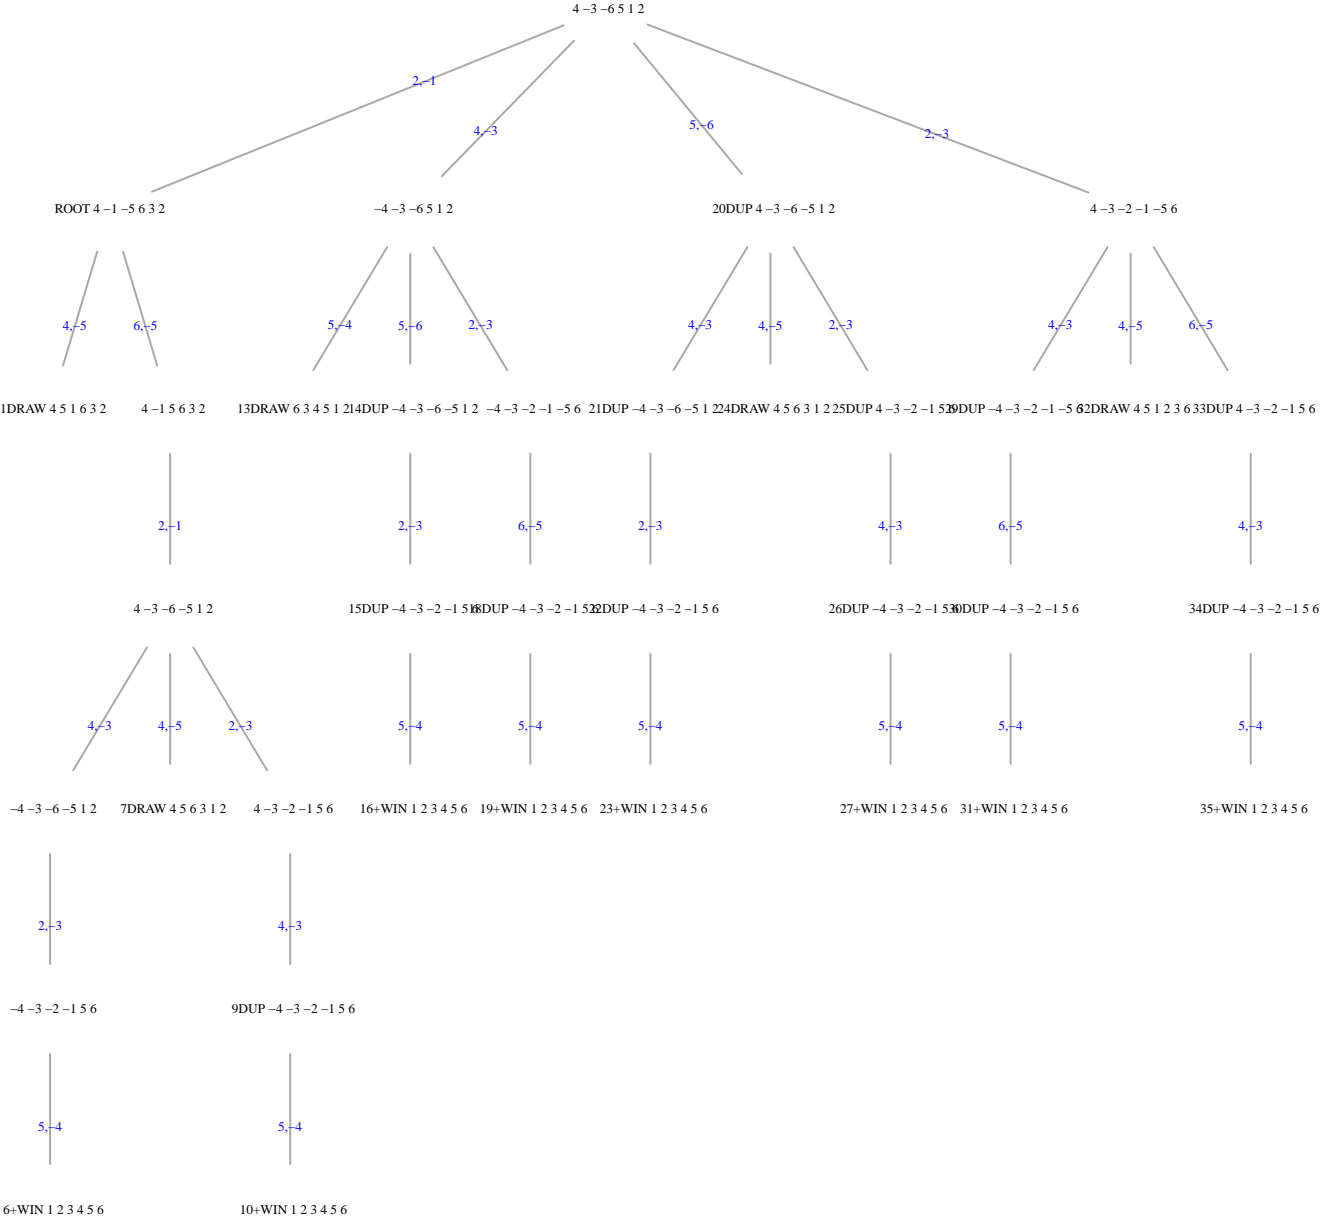 4 −3 −6 5 1 2
2,−1
4,−3
5,−6
2,−3
ROOT 4 −1 −5 6 3 2
−4 −3 −6 5 1 2
20DUP 4 −3 −6 −5 1 2
4 −3 −2 −1 −5 6
4,−5
6,−5
5,−4
5,−6
2,−3
4,−3
4,−5
2,−3
4,−3
4,−5
6,−5
1DRAW 4 5 1 6 3 2
4 −1 5 6 3 2
13DRAW 6 3 4 5 1 2
14DUP −4 −3 −6 −5 1 2
−4 −3 −2 −1 −5 6
21DUP −4 −3 −6 −5 1 2
24DRAW 4 5 6 3 1 2
25DUP 4 −3 −2 −1 5 6
29DUP −4 −3 −2 −1 −5 6
32DRAW 4 5 1 2 3 6
33DUP 4 −3 −2 −1 5 6
2,−1
2,−3
6,−5
2,−3
4,−3
6,−5
4,−3
4 −3 −6 −5 1 2
15DUP −4 −3 −2 −1 5 6
18DUP −4 −3 −2 −1 5 6
22DUP −4 −3 −2 −1 5 6
26DUP −4 −3 −2 −1 5 6
30DUP −4 −3 −2 −1 5 6
34DUP −4 −3 −2 −1 5 6
4,−3
4,−5
2,−3
5,−4
5,−4
5,−4
5,−4
5,−4
5,−4
−4 −3 −6 −5 1 2
7DRAW 4 5 6 3 1 2
4 −3 −2 −1 5 6
16+WIN 1 2 3 4 5 6
19+WIN 1 2 3 4 5 6
23+WIN 1 2 3 4 5 6
27+WIN 1 2 3 4 5 6
31+WIN 1 2 3 4 5 6
35+WIN 1 2 3 4 5 6
2,−3
4,−3
−4 −3 −2 −1 5 6
9DUP −4 −3 −2 −1 5 6
5,−4
5,−4
6+WIN 1 2 3 4 5 6
10+WIN 1 2 3 4 5 6